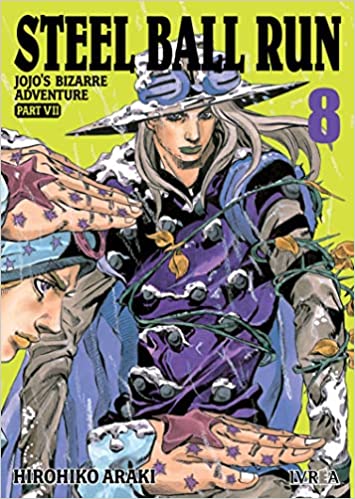 STEEL BALL RUN
JOJO'S BIZARRE
ADVENTURE
PART VII
8
HIROHIKO ARAKI
IVREA